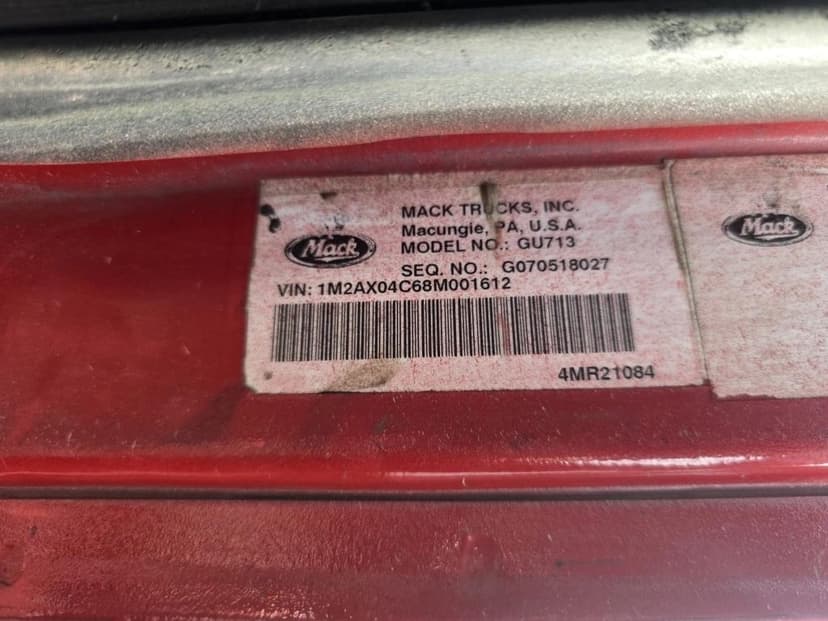 Mack
MACK TRUCKS, INC.
Macungie, PA, U.S.A.
MODEL NO.: GU713
SEQ. NO.: G070518027
VIN: 1M2AX04C68M001612
4MR21084
Mack